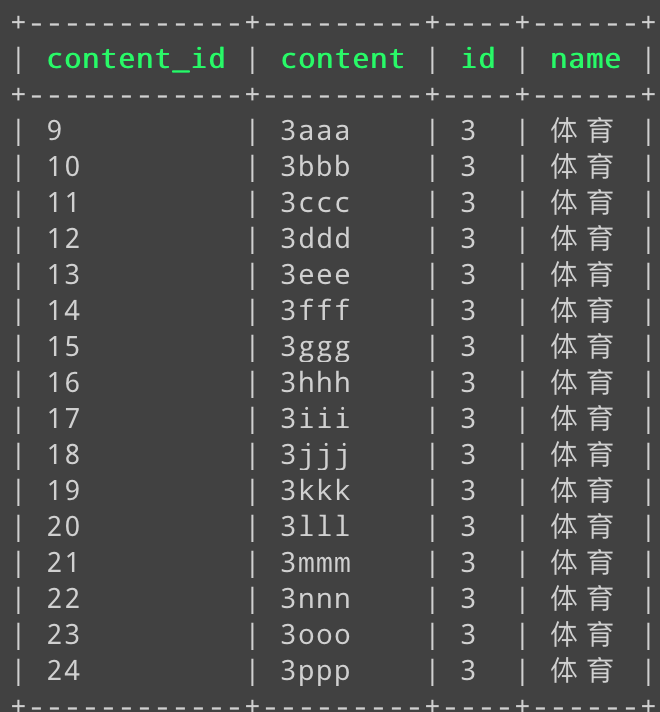 +------------+---------+----+------+
| content_id | content | id | name |
+------------+---------+----+------+
| 9 | 3aaa | 3 | 体育 |
| 10 | 3bbb | 3 | 体育 |
| 11 | 3ccc | 3 | 体育 |
| 12 | 3ddd | 3 | 体育 |
| 13 | 3eee | 3 | 体育 |
| 14 | 3fff | 3 | 体育 |
| 15 | 3ggg | 3 | 体育 |
| 16 | 3hhh | 3 | 体育 |
| 17 | 3iii | 3 | 体育 |
| 18 | 3jjj | 3 | 体育 |
| 19 | 3kkk | 3 | 体育 |
| 20 | 3lll | 3 | 体育 |
| 21 | 3mmm | 3 | 体育 |
| 22 | 3nnn | 3 | 体育 |
| 23 | 3ooo | 3 | 体育 |
| 24 | 3ppp | 3 | 体育 |
+------------+---------+----+------+